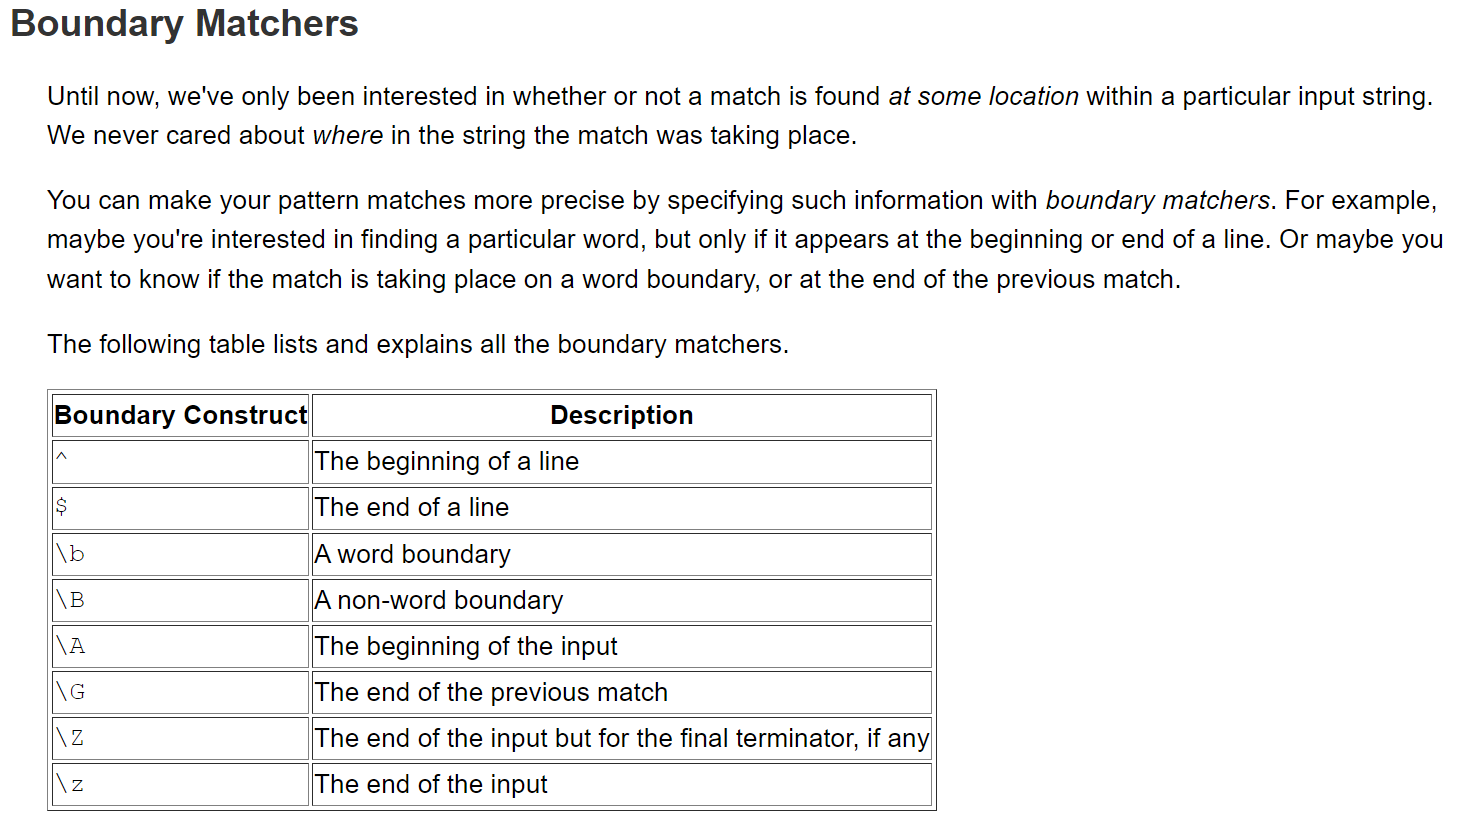 Boundary Matchers
Until now, we've only been interested in whether or not a match is found at some location within a particular input string.
We never cared about where in the string the match was taking place.
You can make your pattern matches more precise by specifying such information with boundary matchers. For example,
maybe you're interested in finding a particular word, but only if it appears at the beginning or end of a line. Or maybe you
want to know if the match is taking place on a word boundary, or at the end of the previous match.
The following table lists and explains all the boundary matchers.
Boundary Construct Description
^ The beginning of a line
$ The end of a line
\b A word boundary
\B A non-word boundary
\A The beginning of the input
\G The end of the previous match
\Z The end of the input but for the final terminator, if any
\z The end of the input